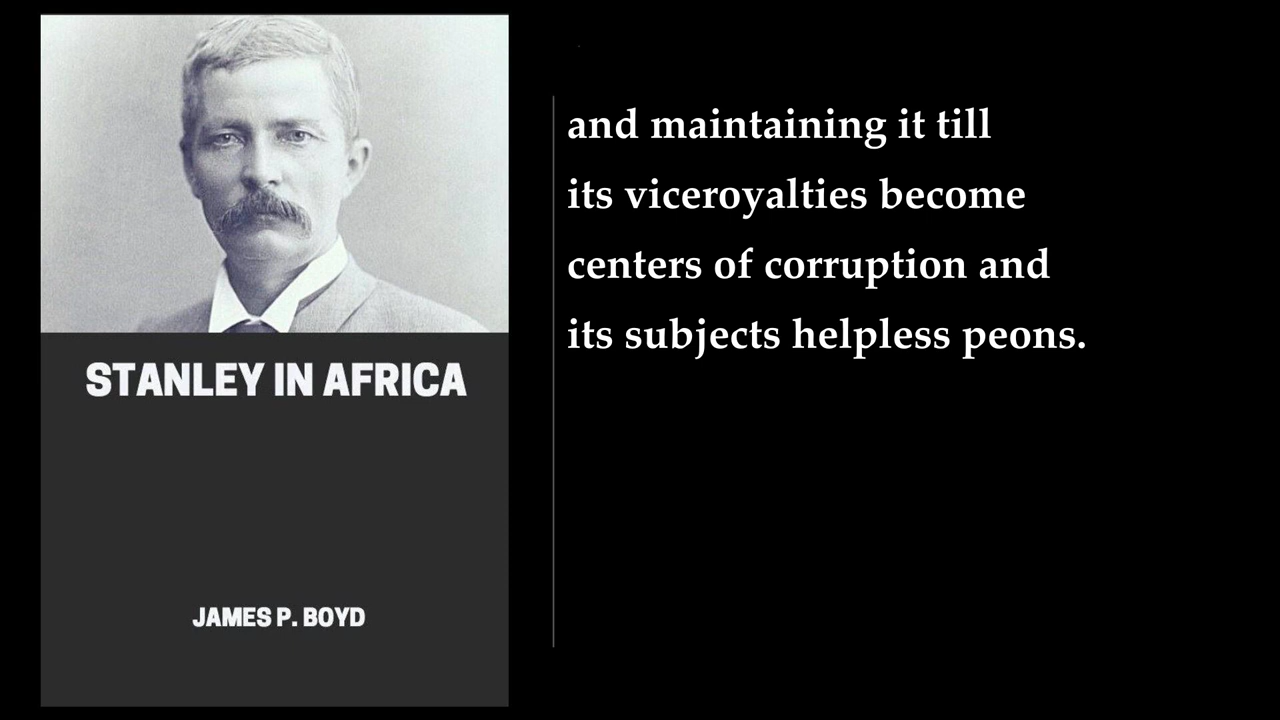 STANLEY IN AFRICA
JAMES P. BOYD
and maintaining it till
its viceroyalties become
centers of corruption and
its subjects helpless peons.